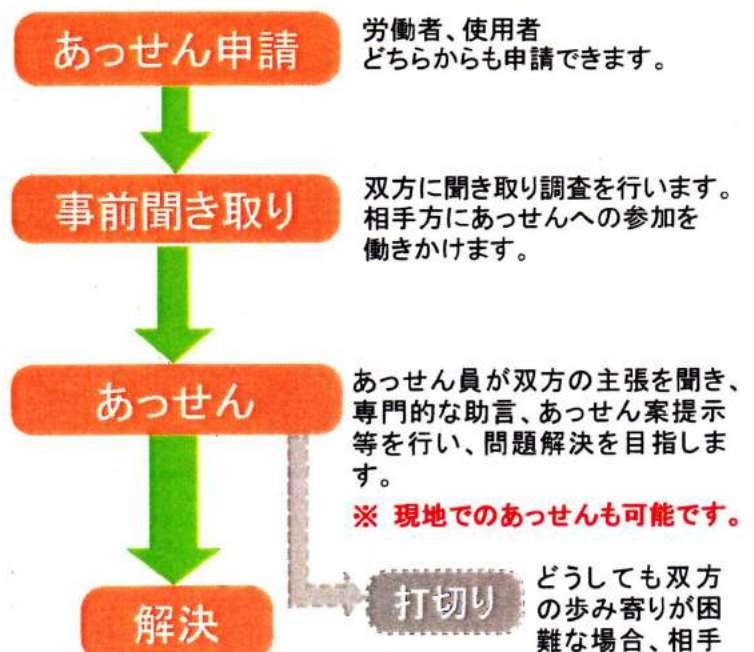 あっせん申請
労働者、使用者
どちらからも申請できます。
事前聞き取り
双方に聞き取り調査を行います。
相手方にあっせんへの参加を
働きかけます。
あっせん
あっせん員が双方の主張を聞き、
専門的な助言、あっせん案提示
等を行い、問題解決を目指しま
す。
※ 現地でのあっせんも可能です。
解決
打切り
どうしても双方
の歩み寄りが困
難な場合、相手